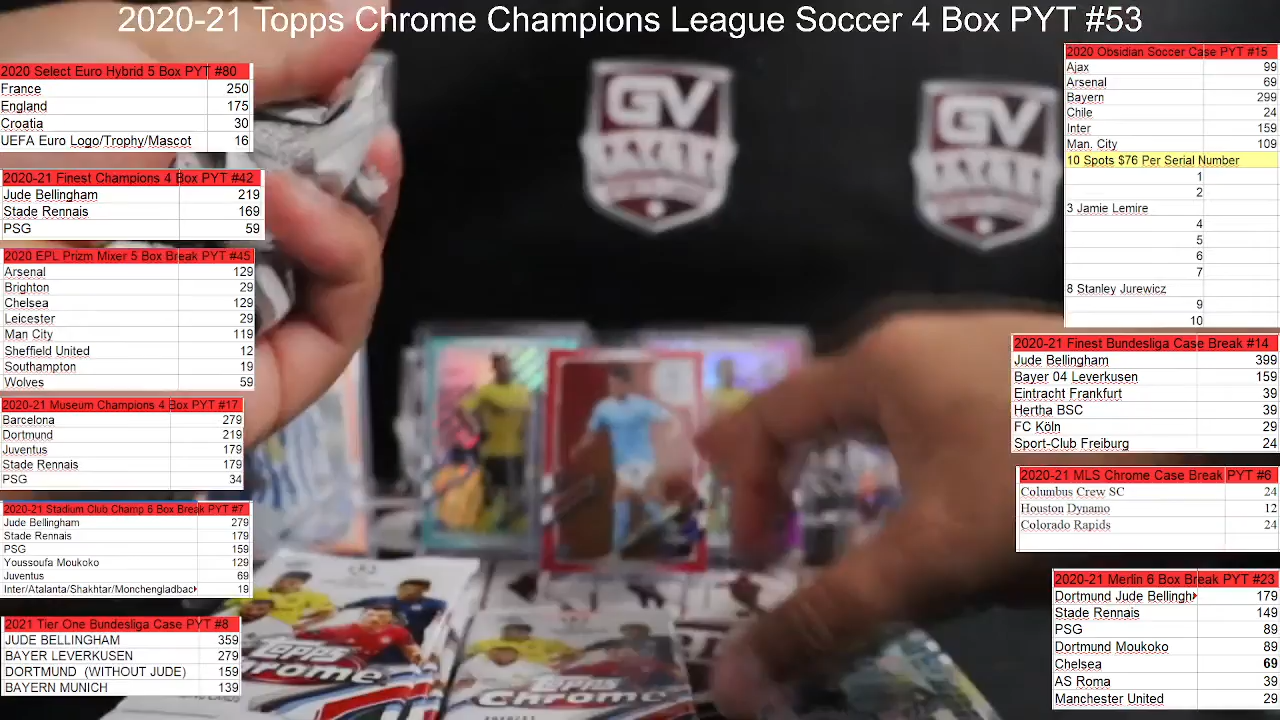 2020-21 Topps Chrome Champions League Soccer 4 Box PYT #53
2020 Select Euro Hybrid 5 Box PYT #80
France 250
England 175
Croatia 30
UEFA Euro Logo/Trophy/Mascot 16
2020-21 Finest Champions 4 Box PYT #42
Jude Bellingham 219
Stade Rennais 169
PSG 59
2020 EPL Prizm Mixer 5 Box Break PYT #45
Arsenal 129
Brighton 29
Chelsea 129
Leicester 29
Man City 119
Sheffield United 12
Southampton 19
Wolves 59
2020-21 Museum Champions 4 Box PYT #17
Barcelona 279
Dortmund 219
Juventus 179
Stade Rennais 179
PSG 34
2020-21 Stadium Club Champ 6 Box Break PYT #7
Jude Bellingham 279
Stade Rennais 179
PSG 159
Youssoufa Moukoko 129
Juventus 69
Inter/Atalanta/Shakhtar/Monchengladbac 19
2021 Tier One Bundesliga Case PYT #8
JUDE BELLINGHAM 359
BAYER LEVERKUSEN 279
DORTMUND (WITHOUT JUDE) 159
BAYERN MUNICH 139
2020 Obsidian Soccer Case PYT #15
Ajax 99
Arsenal 69
Bayern 299
Chile 24
Inter 159
Man. City 109
10 Spots $76 Per Serial Number
1
2
3 Jamie Lemire
4
5
6
7
8 Stanley Jurewicz
9
10
2020-21 Finest Bundesliga Case Break #14
Jude Bellingham 399
Bayer 04 Leverkusen 159
Eintracht Frankfurt 39
Hertha BSC 39
FC Köln 29
Sport-Club Freiburg 24
2020-21 MLS Chrome Case Break PYT #6
Columbus Crew SC 24
Houston Dynamo 12
Colorado Rapids 24
2020-21 Merlin 6 Box Break PYT #23
Dortmund Jude Bellingh 179
Stade Rennais 149
PSG 89
Dortmund Moukoko 89
Chelsea 69
AS Roma 39
Manchester United 29
GV
GV
Topps
Chrome
Topps
Chrome